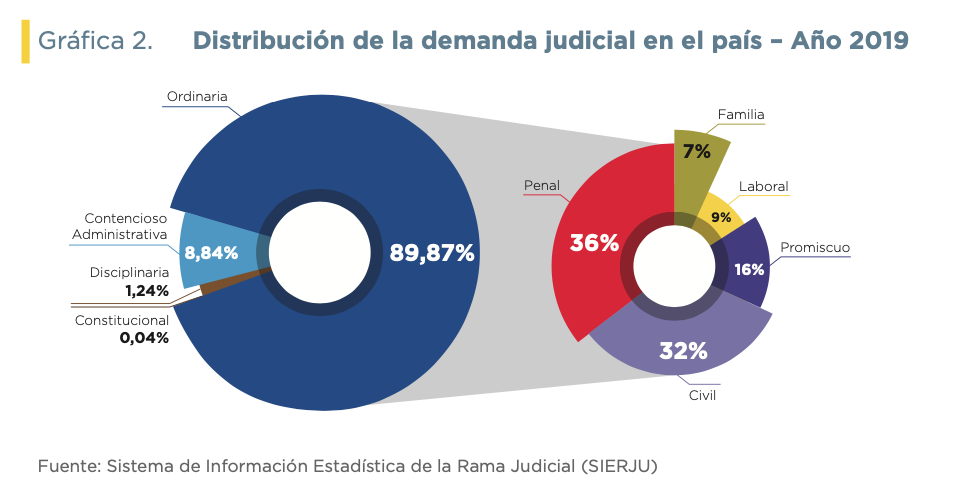 Gráfica 2. Distribución de la demanda judicial en el país – Año 2019
Ordinaria
Contencioso
Administrativa
8,84%
Disciplinaria
1,24%
Constitucional
0,04%
89,87%
Familia
7%
Laboral
9%
Promiscuo
16%
Penal
36%
32%
Civil
Fuente: Sistema de Información Estadística de la Rama Judicial (SIERJU)